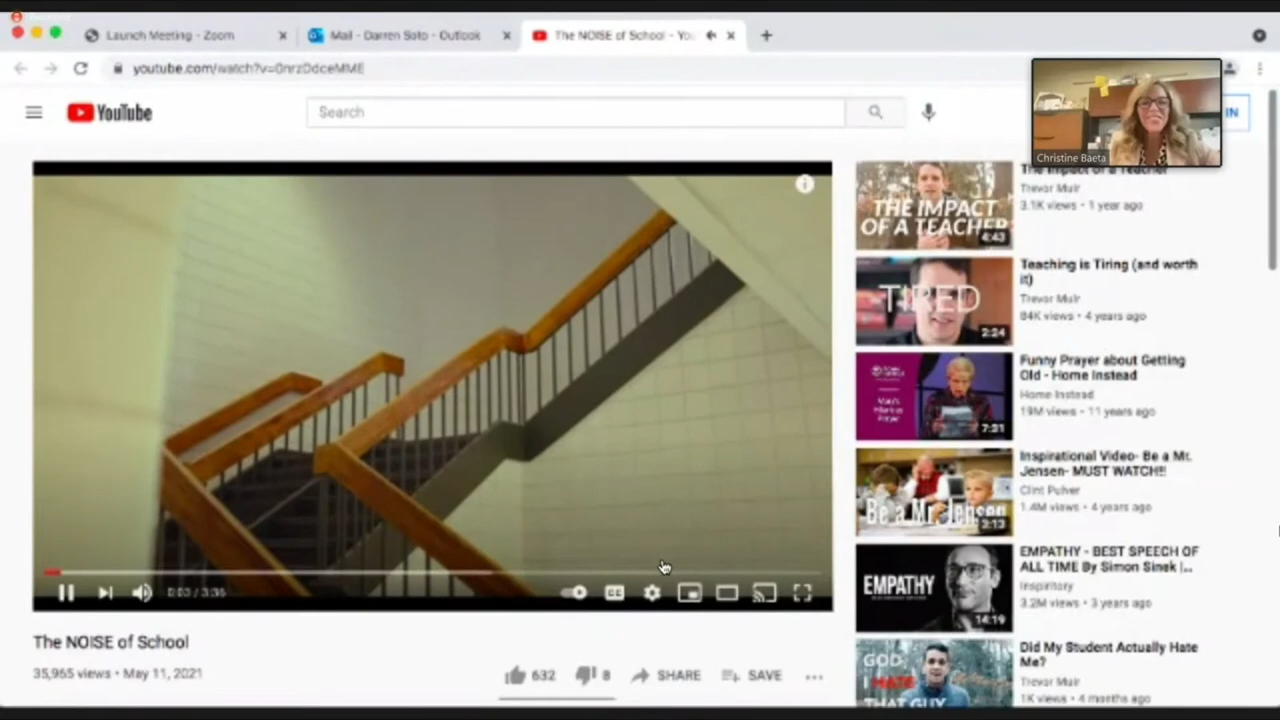 Launch Meeting - Zoom
Mail - Darren Soto - Outlook
The NOISE of School - You
youtube.com/watch?v=0nrzDdceMME
YouTube
Search
IN
Christine Baeta
0:03 / 3:36
The NOISE of School
35,965 views • May 11, 2021
632
8
SHARE
SAVE
THE IMPACT
OF A TEACHER
4:43
The Impact of a Teacher
Trevor Muir
3.1K views • 1 year ago
TIRED
2:24
Teaching is Tiring (and worth
it)
Trevor Muir
84K views • 4 years ago
7:31
Funny Prayer about Getting
Old - Home Instead
Home Instead
19M views • 11 years ago
Be a Mr. Jensen
3:13
Inspirational Video- Be a Mr.
Jensen- MUST WATCH!!
Clint Pulver
1.4M views • 4 years ago
EMPATHY
14:19
EMPATHY - BEST SPEECH OF
ALL TIME By Simon Sinek |...
Inspiritory
3.2M views • 3 years ago
GOD,
I HATE
THAT GUY
Did My Student Actually Hate
Me?
Trevor Muir
1K views • 4 months ago